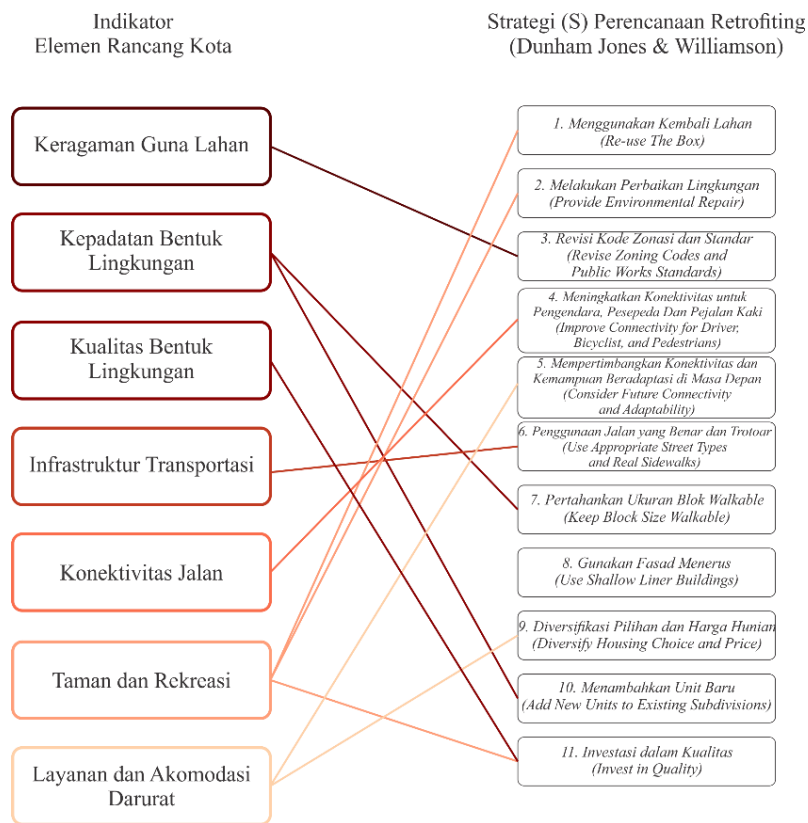 Indikator
Elemen Rancang Kota
Strategi (S) Perencanaan Retrofiting
(Dunham Jones & Williamson)
Keragaman Guna Lahan
Kepadatan Bentuk
Lingkungan
Kualitas Bentuk
Lingkungan
Infrastruktur Transportasi
Konektivitas Jalan
Taman dan Rekreasi
Layanan dan Akomodasi
Darurat
1. Menggunakan Kembali Lahan
(Re-use The Box)
2. Melakukan Perbaikan Lingkungan
(Provide Environmental Repair)
3. Revisi Kode Zonasi dan Standar
(Revise Zoning Codes and
Public Works Standards)
4. Meningkatkan Konektivitas untuk
Pengendara, Pesepeda Dan Pejalan Kaki
(Improve Connectivity for Driver,
Bicyclist, and Pedestrians)
5. Mempertimbangkan Konektivitas dan
Kemampuan Beradaptasi di Masa Depan
(Consider Future Connectivity
and Adaptability)
6. Penggunaan Jalan yang Benar dan Trotoar
(Use Appropriate Street Types
and Real Sidewalks)
7. Pertahankan Ukuran Blok Walkable
(Keep Block Size Walkable)
8. Gunakan Fasad Menerus
(Use Shallow Liner Buildings)
9. Diversifikasi Pilihan dan Harga Hunian
(Diversify Housing Choice and Price)
10. Menambahkan Unit Baru
(Add New Units to Existing Subdivisions)
11. Investasi dalam Kualitas
(Invest in Quality)